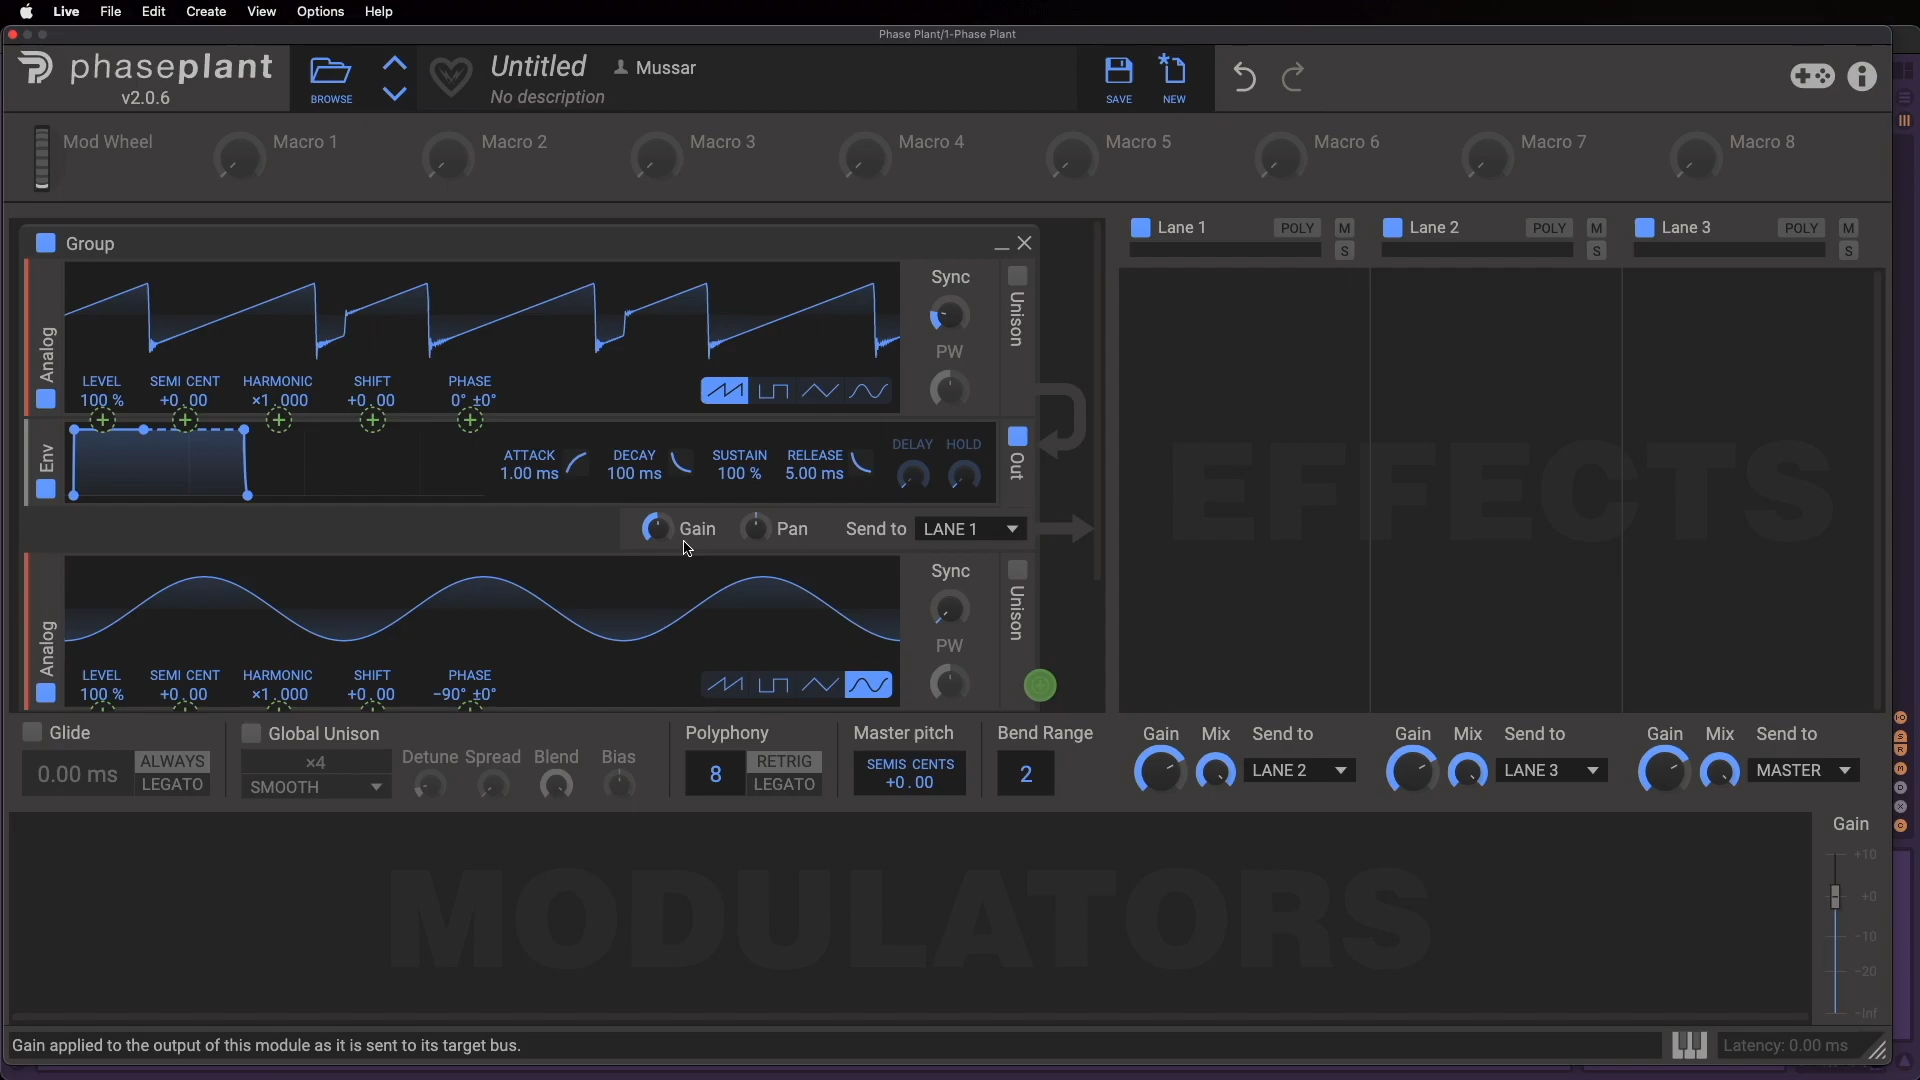 Live File Edit Create View Options Help
Phase Plant/1-Phase Plant
phaseplant
v2.0.6
BROWSE
Untitled Mussar
No description
SAVE NEW
Mod Wheel Macro 1 Macro 2 Macro 3 Macro 4 Macro 5 Macro 6 Macro 7 Macro 8
Group
Analog
LEVEL SEMI CENT HARMONIC SHIFT PHASE
100 % +0.00 ×1.000 +0.00 0° ±0°
Sync
PW
Unison
Env
ATTACK DECAY SUSTAIN RELEASE DELAY HOLD
1.00 ms 100 ms 100 % 5.00 ms
Out
Gain Pan Send to LANE 1
Analog
LEVEL SEMI CENT HARMONIC SHIFT PHASE
100 % +0.00 ×1.000 +0.00 -90° ±0°
Sync
PW
Unison
Lane 1 POLY M
S
Lane 2 POLY M
S
Lane 3 POLY M
S
EFFECTS
Glide
0.00 ms ALWAYS
LEGATO
Global Unison
×4
SMOOTH
Detune Spread Blend Bias
Polyphony
8 RETRIG
LEGATO
Master pitch
SEMIS CENTS
+0.00
Bend Range
2
Gain Mix Send to
LANE 2
Gain Mix Send to
LANE 3
Gain Mix Send to
MASTER
MODULATORS
Gain
+10
+0
-10
-20
-Inf
Gain applied to the output of this module as it is sent to its target bus.
Latency: 0.00 ms